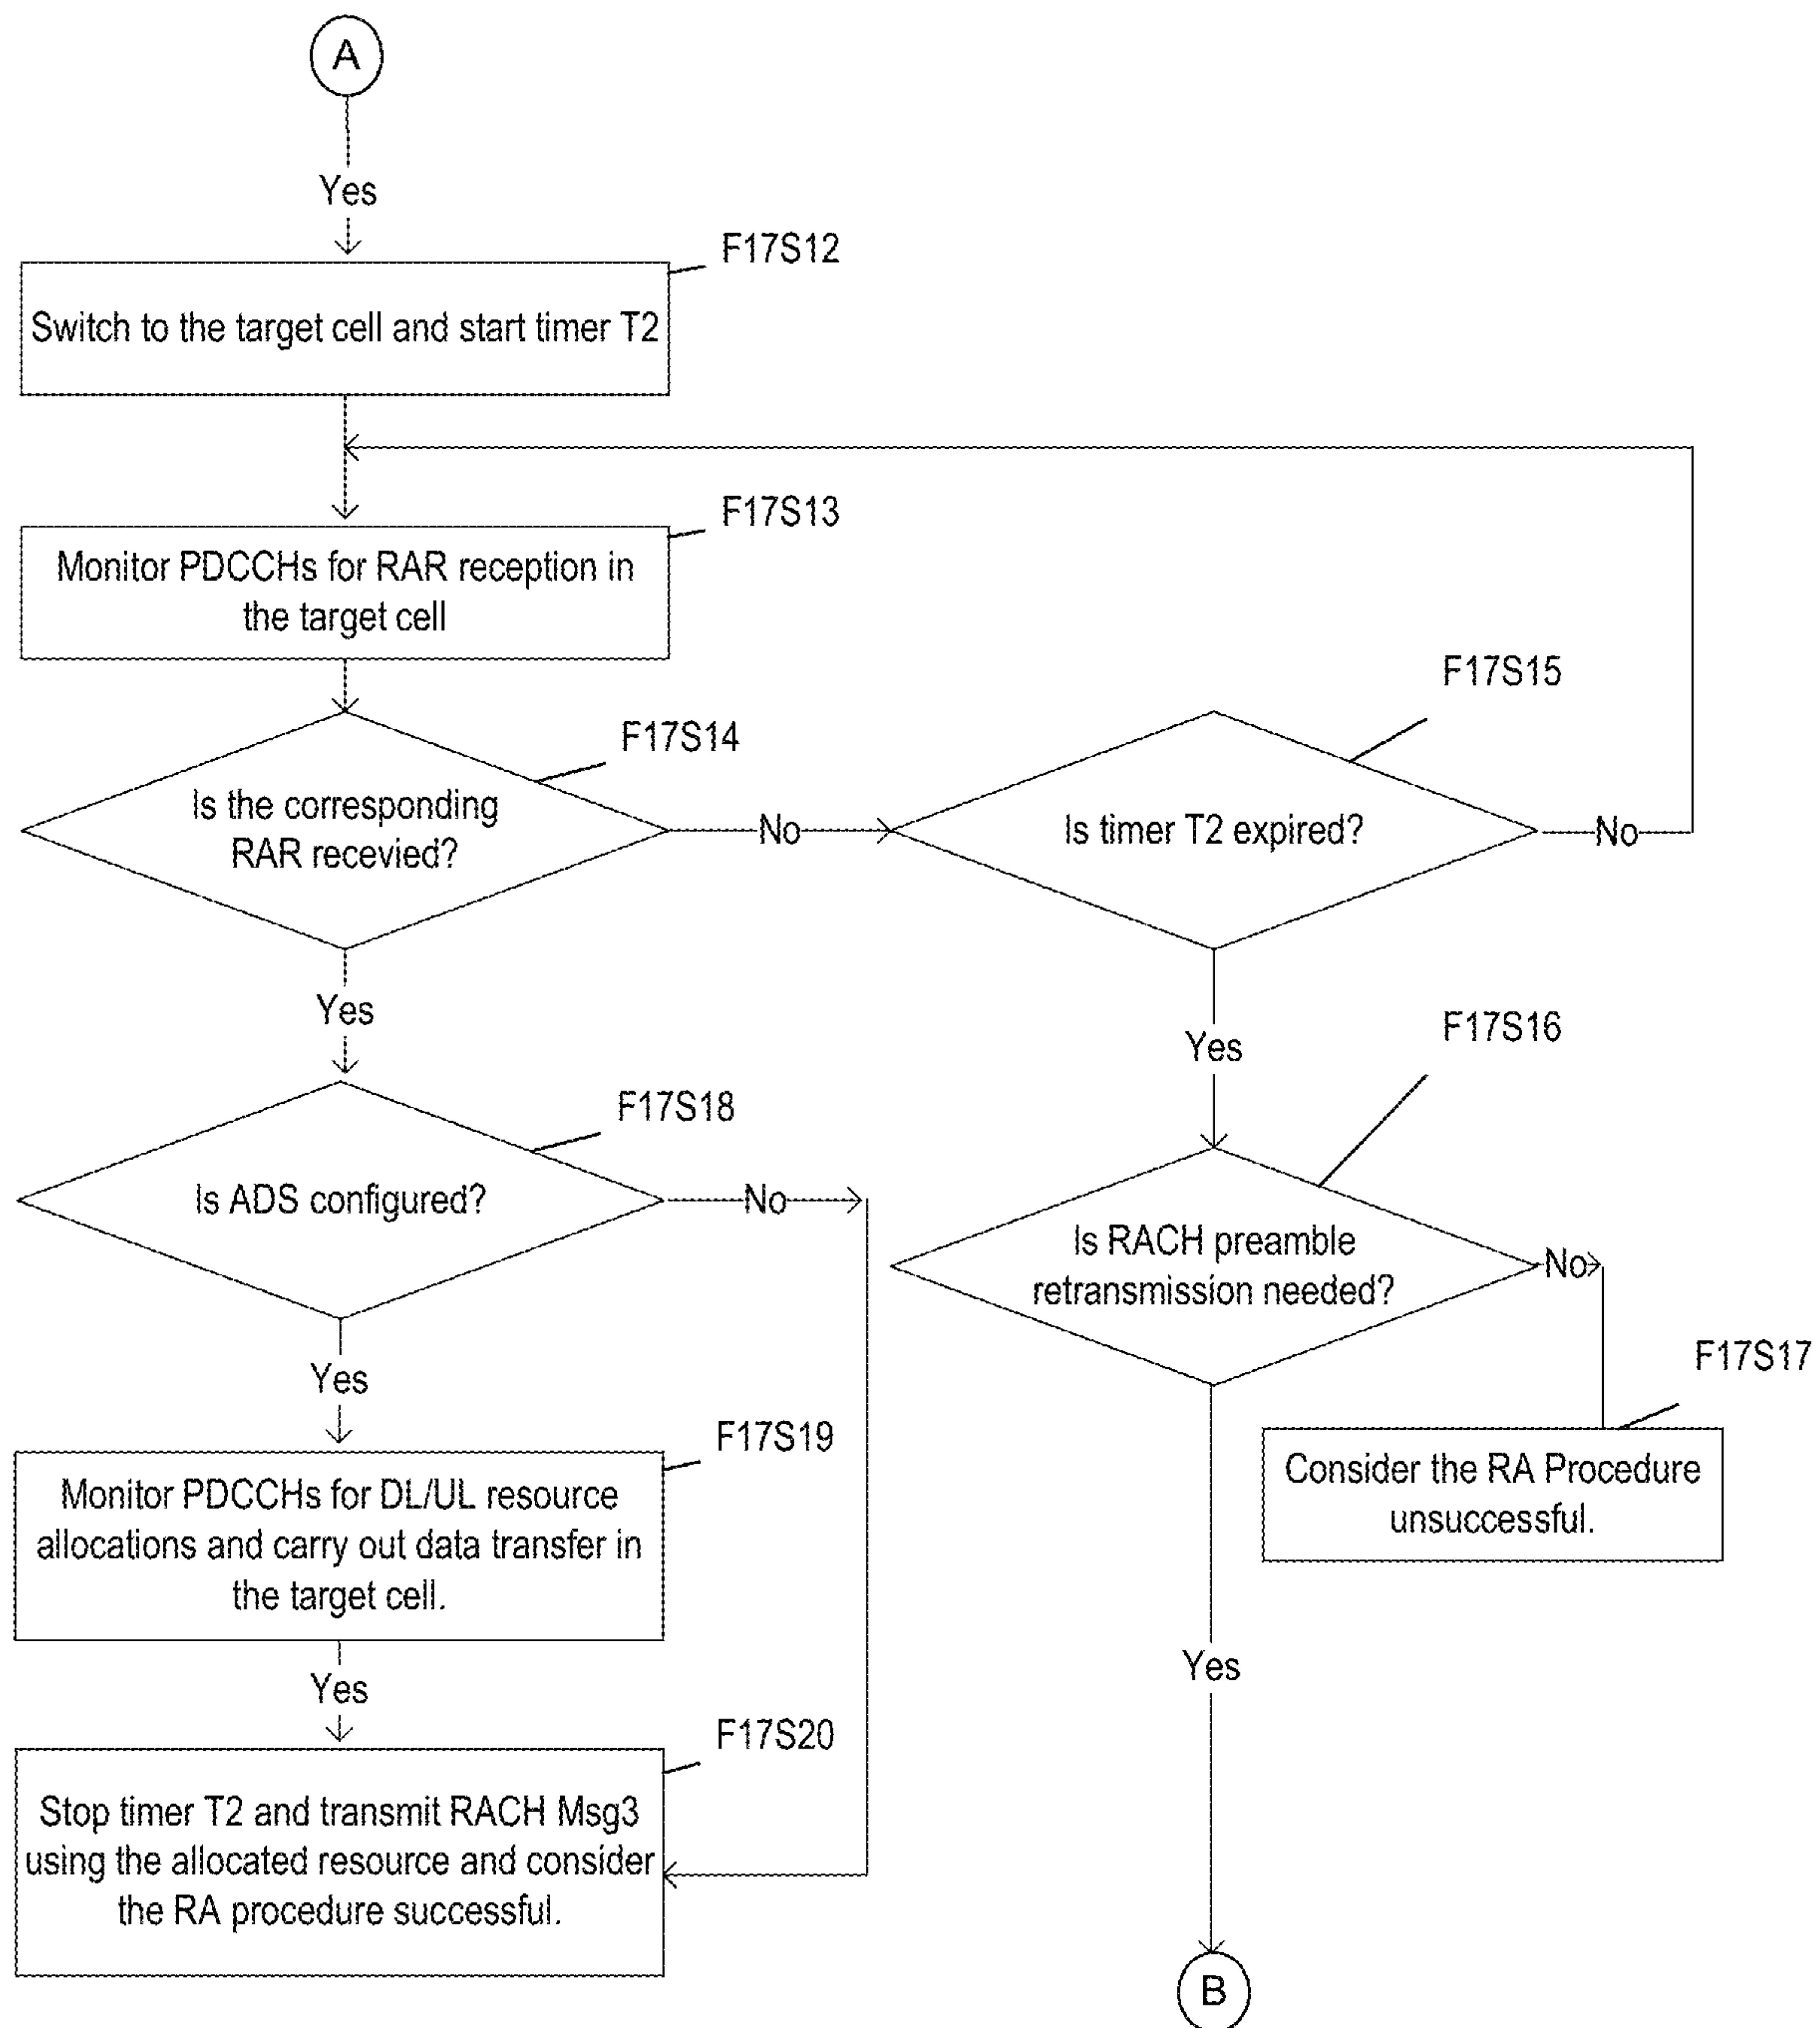 A
Yes
F17S12
Switch to the target cell and start timer T2
F17S13
Monitor PDCCHs for RAR reception in
the target cell
F17S15
F17S14
Is the corresponding
RAR recevied?
No
Is timer T2 expired?
No
Yes
Yes
F17S16
F17S18
Is ADS configured?
No
Is RACH preamble
retransmission needed?
No
Yes
F17S17
Consider the RA Procedure
unsuccessful.
F17S19
Monitor PDCCHs for DL/UL resource
allocations and carry out data transfer in
the target cell.
Yes
Yes
F17S20
Stop timer T2 and transmit RACH Msg3
using the allocated resource and consider
the RA procedure successful.
B